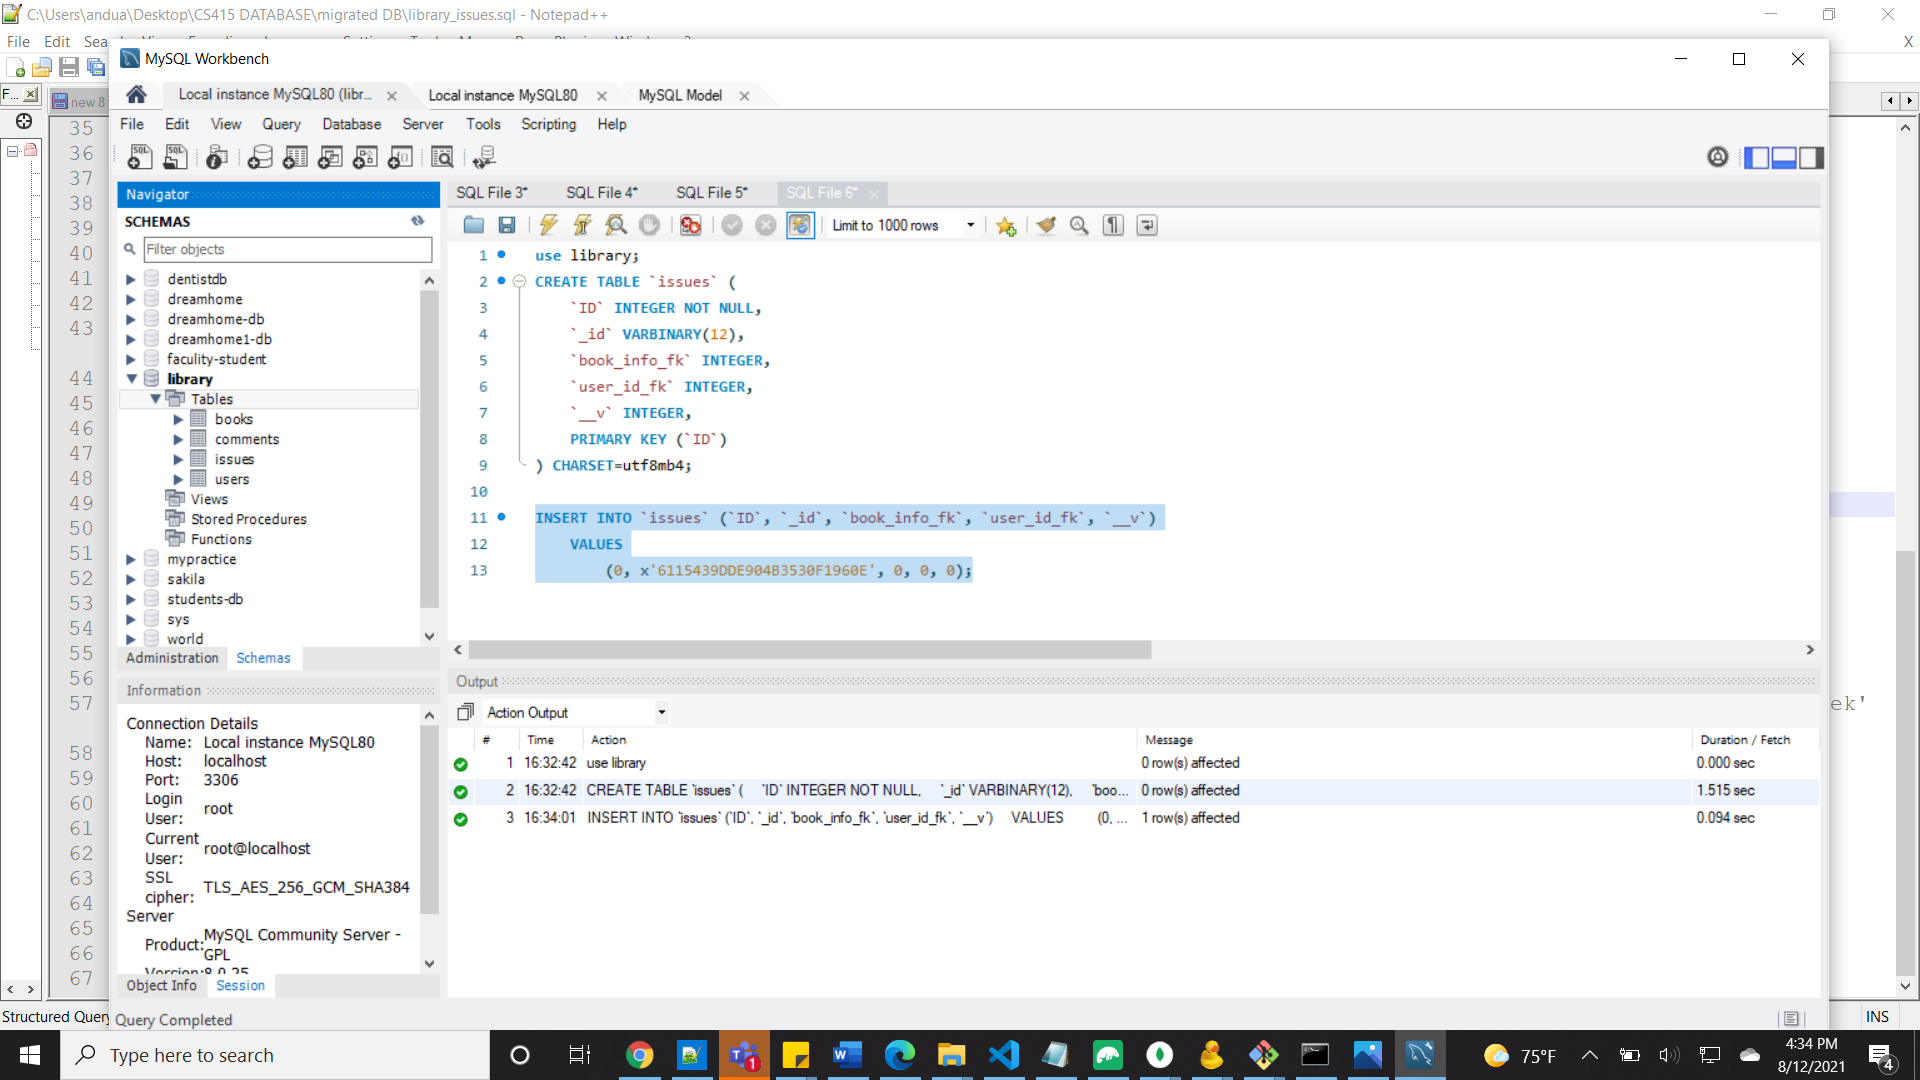 C:\Users\andua\Desktop\CS415 DATABASE\migrated DB\library_issues.sql - Notepad++
File Edit Sea
X
MySQL Workbench
F...
new 8
Local instance MySQL80 (libr...
Local instance MySQL80
MySQL Model
File Edit View Query Database Server Tools Scripting Help
Navigator
SCHEMAS
Filter objects
dentistdb
dreamhome
dreamhome-db
dreamhome1-db
faculity-student
library
Tables
books
comments
issues
users
Views
Stored Procedures
Functions
mypractice
sakila
students-db
sys
world
Administration Schemas
Information
Connection Details
Name: Local instance MySQL80
Host: localhost
Port: 3306
Login User: root
Current User: root@localhost
SSL cipher: TLS_AES_256_GCM_SHA384
Server
Product: MySQL Community Server - GPL
Version: 8.0.25
Object Info Session
Query Completed
SQL File 3* SQL File 4* SQL File 5* SQL File 6*
Limit to 1000 rows
1 use library;
2 CREATE TABLE `issues` (
3 `ID` INTEGER NOT NULL,
4 `_id` VARBINARY(12),
5 `book_info_fk` INTEGER,
6 `user_id_fk` INTEGER,
7 `__v` INTEGER,
8 PRIMARY KEY (`ID`)
9 ) CHARSET=utf8mb4;
10
11 INSERT INTO `issues` (`ID`, `_id`, `book_info_fk`, `user_id_fk`, `__v`)
12 VALUES
13 (0, x'6115439DDE904B3530F1960E', 0, 0, 0);
Output
Action Output
# Time Action Message Duration / Fetch
1 16:32:42 use library 0 row(s) affected 0.000 sec
2 16:32:42 CREATE TABLE `issues` ( `ID` INTEGER NOT NULL, `_id` VARBINARY(12), `boo... 0 row(s) affected 1.515 sec
3 16:34:01 INSERT INTO `issues` (`ID`, `_id`, `book_info_fk`, `user_id_fk`, `__v`) VALUES (0, ... 1 row(s) affected 0.094 sec
35
36
37
38
39
40
41
42
43
44
45
46
47
48
49
50
51
52
53
54
55
56
57
58
59
60
61
62
63
64
65
66
67
ek'
Structured Query
INS
Type here to search
1
75°F
4:34 PM
8/12/2021
4